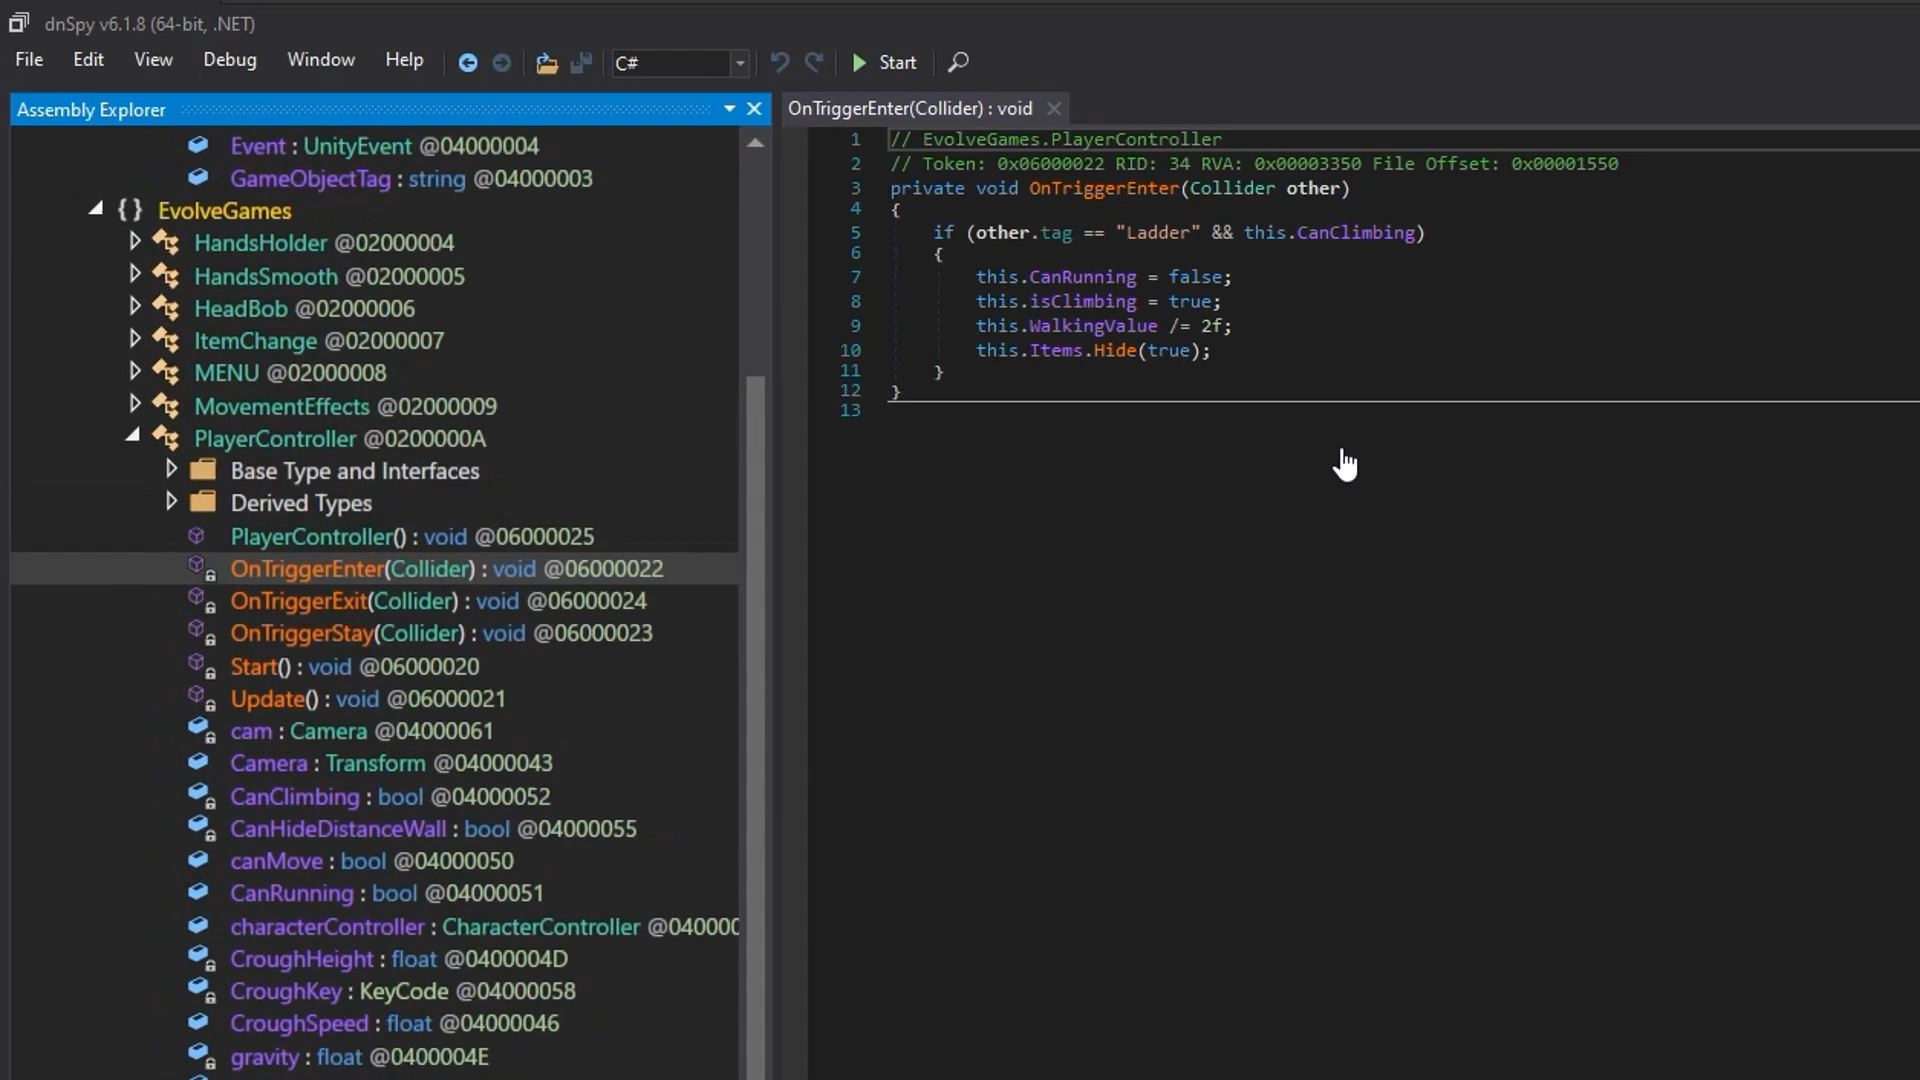 dnSpy v6.1.8 (64-bit, .NET)
File Edit View Debug Window Help C# Start
Assembly Explorer
Event : UnityEvent @04000004
GameObjectTag : string @04000003
{ } EvolveGames
HandsHolder @02000004
HandsSmooth @02000005
HeadBob @02000006
ItemChange @02000007
MENU @02000008
MovementEffects @02000009
PlayerController @0200000A
Base Type and Interfaces
Derived Types
PlayerController() : void @06000025
OnTriggerEnter(Collider) : void @06000022
OnTriggerExit(Collider) : void @06000024
OnTriggerStay(Collider) : void @06000023
Start() : void @06000020
Update() : void @06000021
cam : Camera @04000061
Camera : Transform @04000043
CanClimbing : bool @04000052
CanHideDistanceWall : bool @04000055
canMove : bool @04000050
CanRunning : bool @04000051
characterController : CharacterController @040000
CroughHeight : float @0400004D
CroughKey : KeyCode @04000058
CroughSpeed : float @04000046
gravity : float @0400004E
OnTriggerEnter(Collider) : void
1 // EvolveGames.PlayerController
2 // Token: 0x06000022 RID: 34 RVA: 0x00003350 File Offset: 0x00001550
3 private void OnTriggerEnter(Collider other)
4 {
5 if (other.tag == "Ladder" && this.CanClimbing)
6 {
7 this.CanRunning = false;
8 this.isClimbing = true;
9 this.WalkingValue /= 2f;
10 this.Items.Hide(true);
11 }
12 }
13